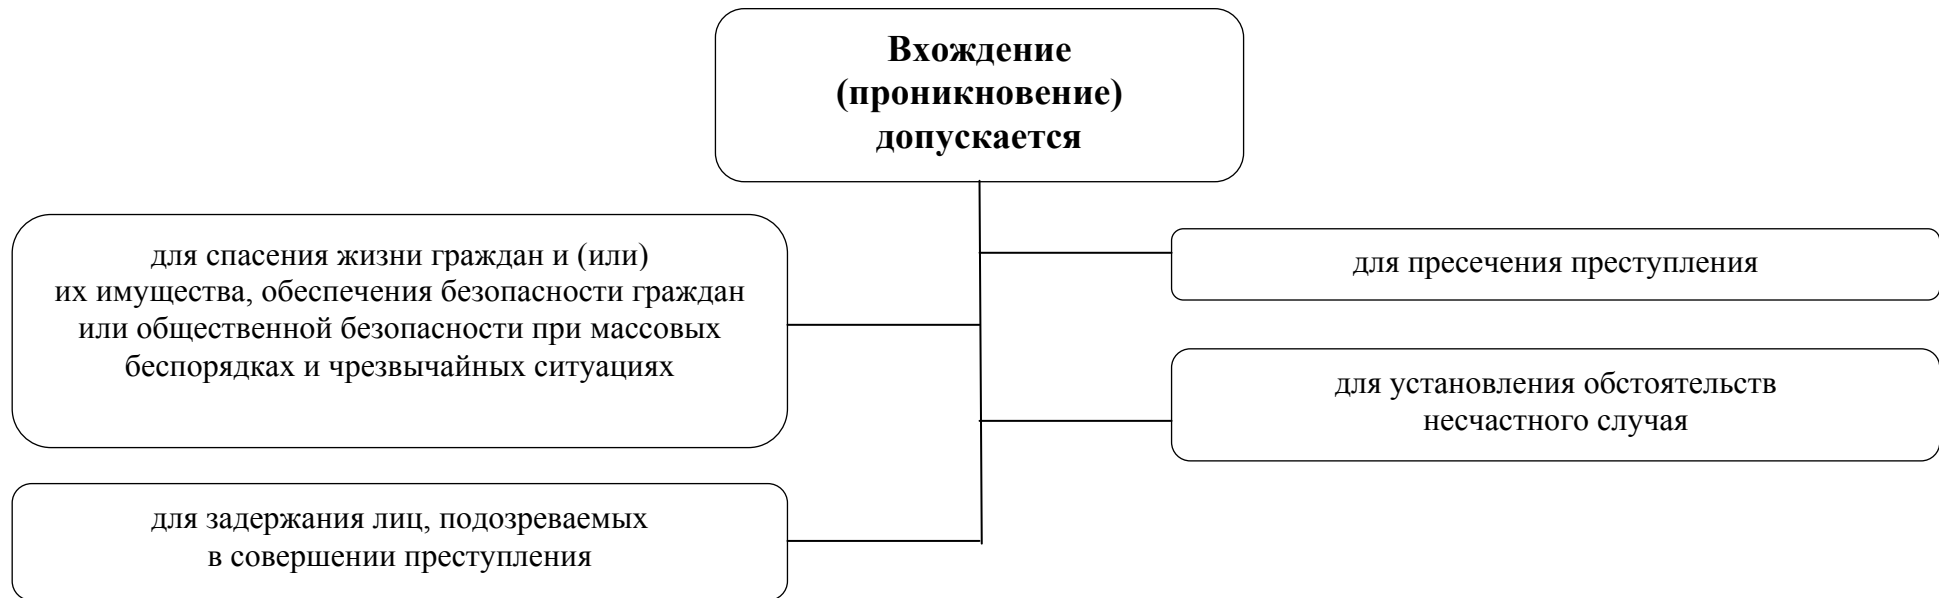 Вхождение
(проникновение)
допускается
для спасения жизни граждан и (или)
их имущества, обеспечения безопасности граждан
или общественной безопасности при массовых
беспорядках и чрезвычайных ситуациях
для пресечения преступления
для установления обстоятельств
несчастного случая
для задержания лиц, подозреваемых
в совершении преступления